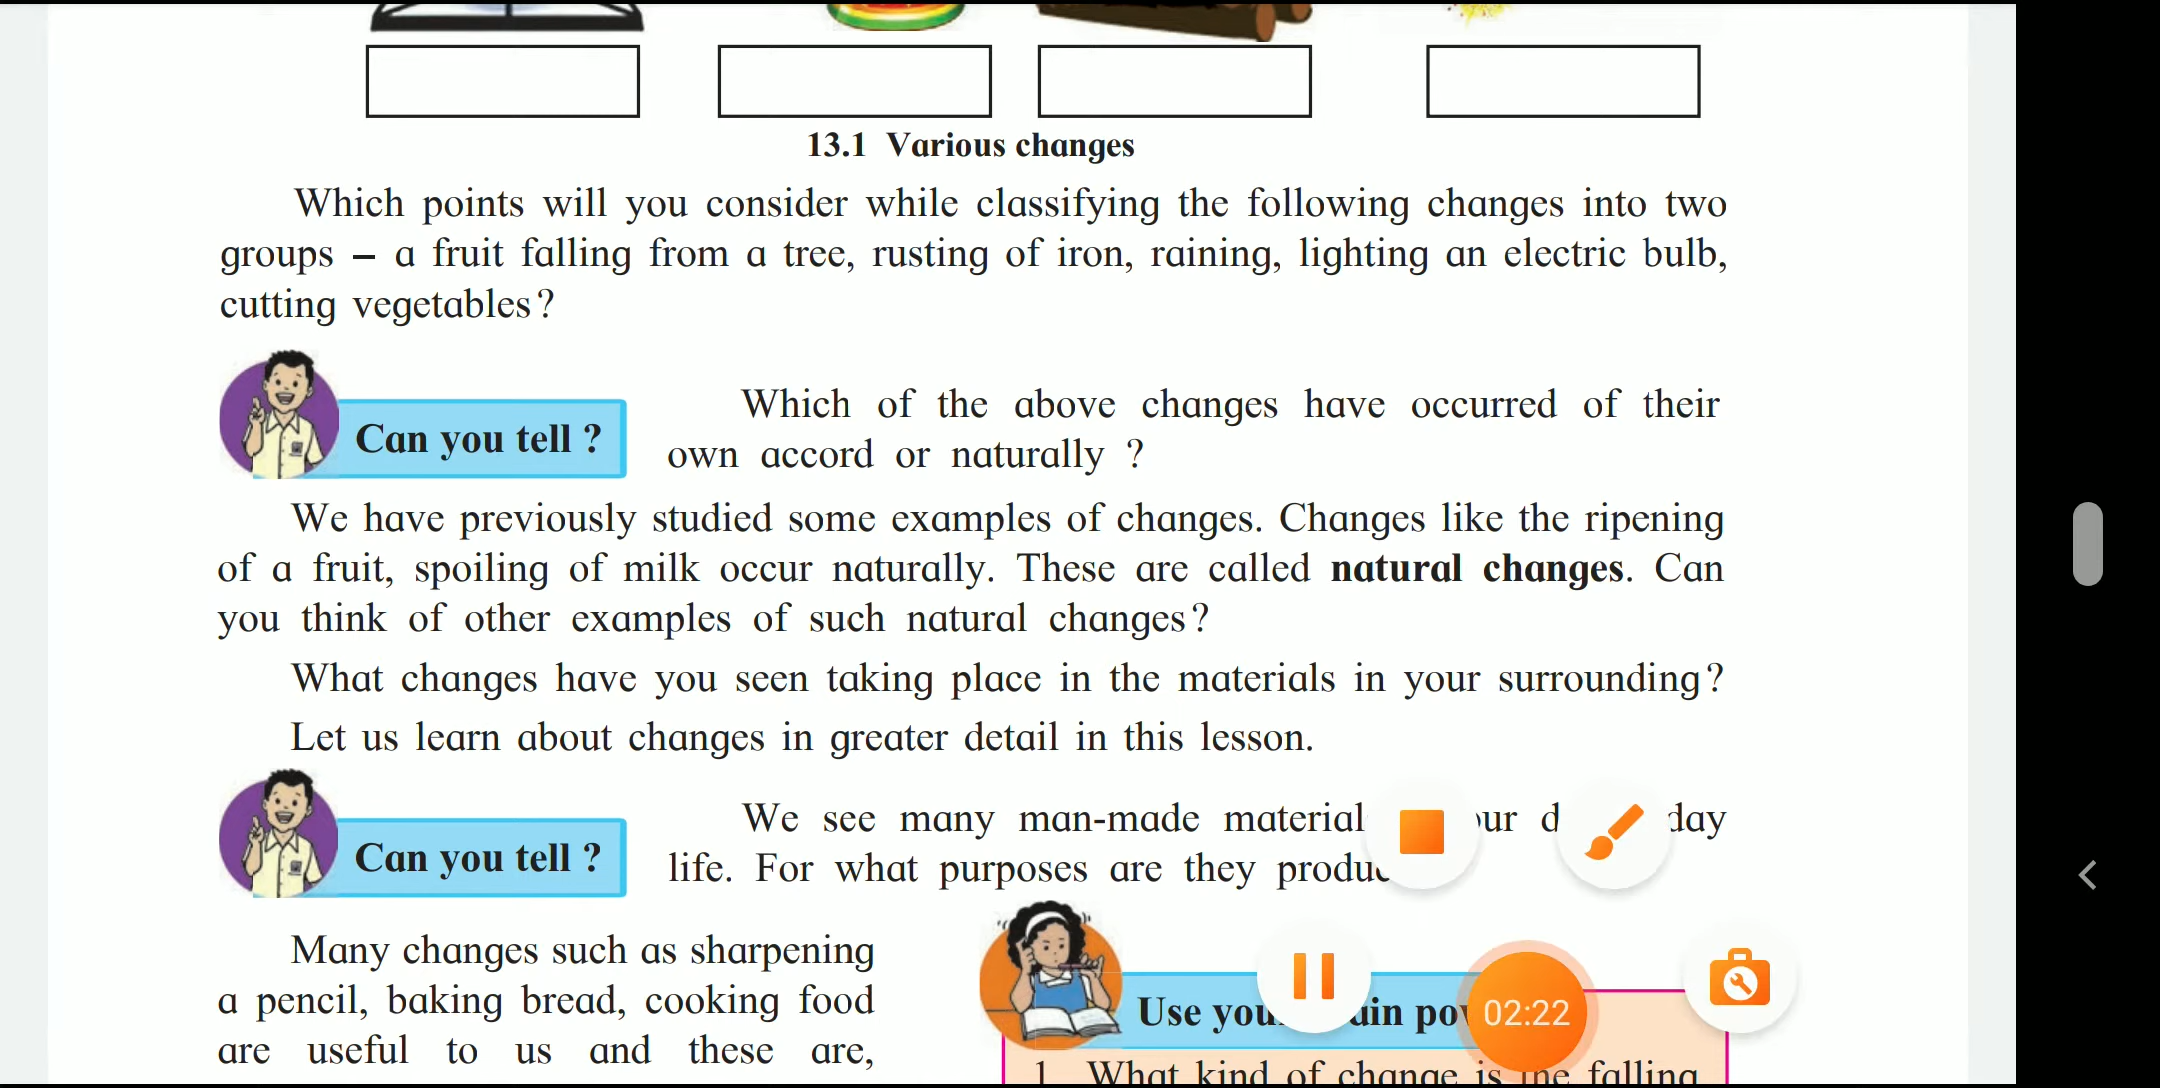 13.1 Various changes
Which points will you consider while classifying the following changes into two
groups – a fruit falling from a tree, rusting of iron, raining, lighting an electric bulb,
cutting vegetables?
Can you tell ?
Which of the above changes have occurred of their
own accord or naturally ?
We have previously studied some examples of changes. Changes like the ripening
of a fruit, spoiling of milk occur naturally. These are called natural changes. Can
you think of other examples of such natural changes?
What changes have you seen taking place in the materials in your surrounding?
Let us learn about changes in greater detail in this lesson.
Can you tell ?
We see many man-made day
life. For what purposes are they
Many changes such as sharpening
a pencil, baking bread, cooking food
are useful to us and these are,
Use
02:22
1. What kind of change is the falling